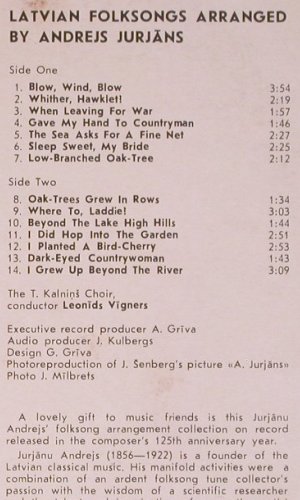 LATVIAN FOLKSONGS ARRANGED
BY ANDREJS JURJĀNS
Side One
1. Blow, Wind, Blow 3:54
2. Whither, Hawklet! 2:19
3. When Leaving For War 1:57
4. Gave My Hand To Countryman 1:46
5. The Sea Asks For A Fine Net 2:27
6. Sleep Sweet, My Bride 2:25
7. Low-Branched Oak-Tree 2:12
Side Two
8. Oak-Trees Grew In Rows 1:34
9. Where To, Laddie! 3:03
10. Beyond The Lake High Hills 1:44
11. I Did Hop Into The Garden 2:51
12. I Planted A Bird-Cherry 2:53
13. Dark-Eyed Countrywoman 1:43
14. I Grew Up Beyond The River 3:09
The T. Kalniņš Choir,
conductor Leonīds Vīgners
Executive record producer A. Grīva
Audio producer J. Kulbergs
Design G. Grīva
Photoreproduction of J. Šenberg's picture «A. Jurjāns»
Photo J. Mīlbrets
A lovely gift to music friends is this Jurjānu
Andrejs' folksong arrangement collection on record
released in the composer's 125th anniversary year.
Jurjānu Andrejs (1856—1922) is a founder of the
Latvian classical music. His manifold activities were a
combination of an ardent folksong tune collector's
passion with the wisdom of a scientific researcher